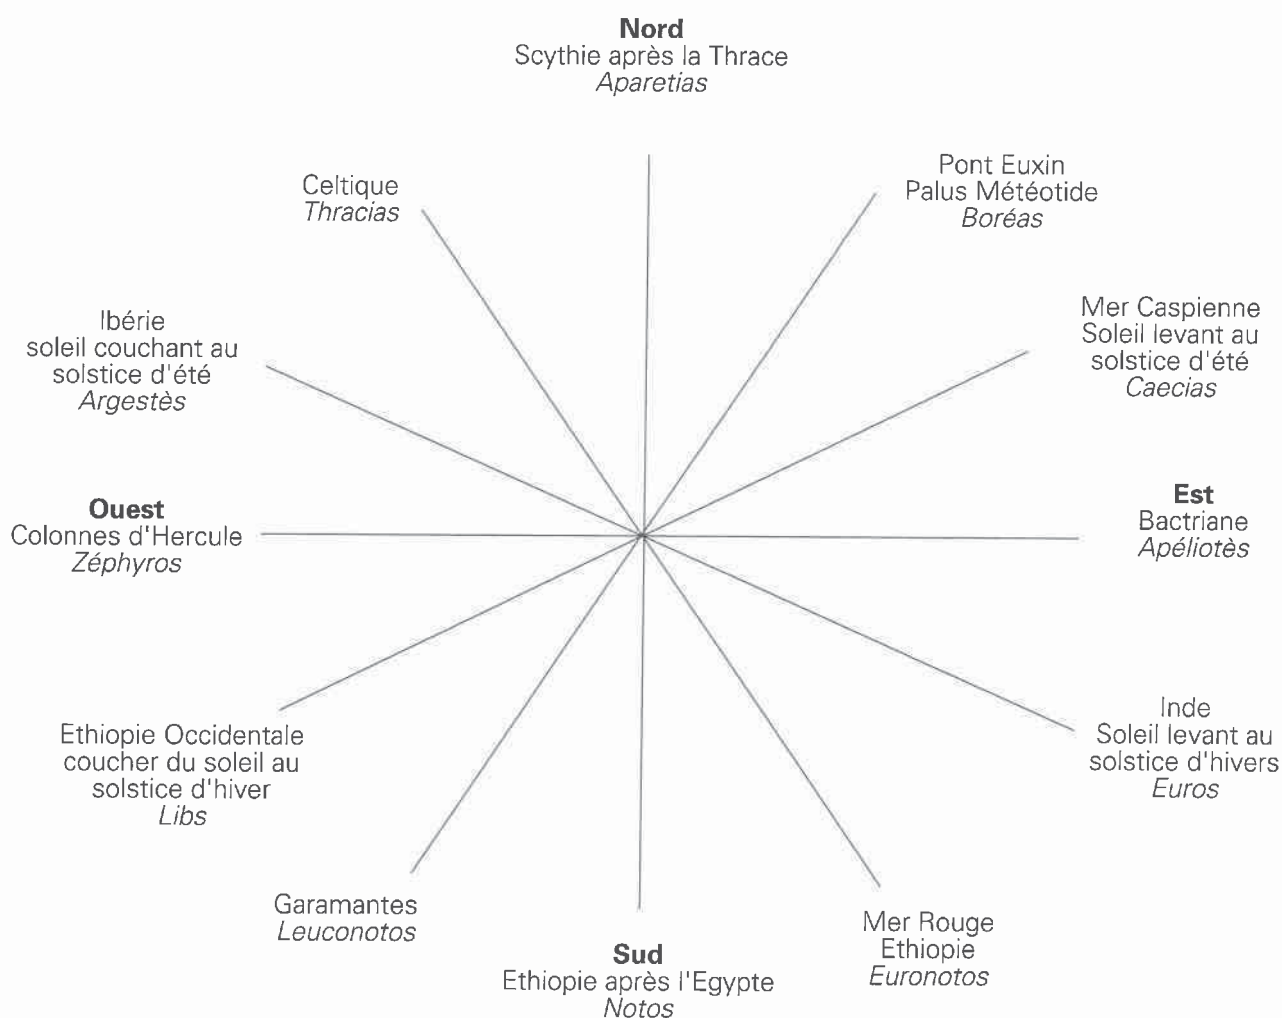 Nord
Scythie après la Thrace
Aparetias
Celtique
Thracias
Pont Euxin
Palus Météotide
Boréas
Ibérie
soleil couchant au
solstice d'été
Argestès
Mer Caspienne
Soleil levant au
solstice d'été
Caecias
Ouest
Colonnes d'Hercule
Zéphyros
Est
Bactriane
Apéliotès
Ethiopie Occidentale
coucher du soleil au
solstice d'hiver
Libs
Inde
Soleil levant au
solstice d'hivers
Euros
Garamantes
Leuconotos
Sud
Ethiopie après l'Egypte
Notos
Mer Rouge
Ethiopie
Euronotos